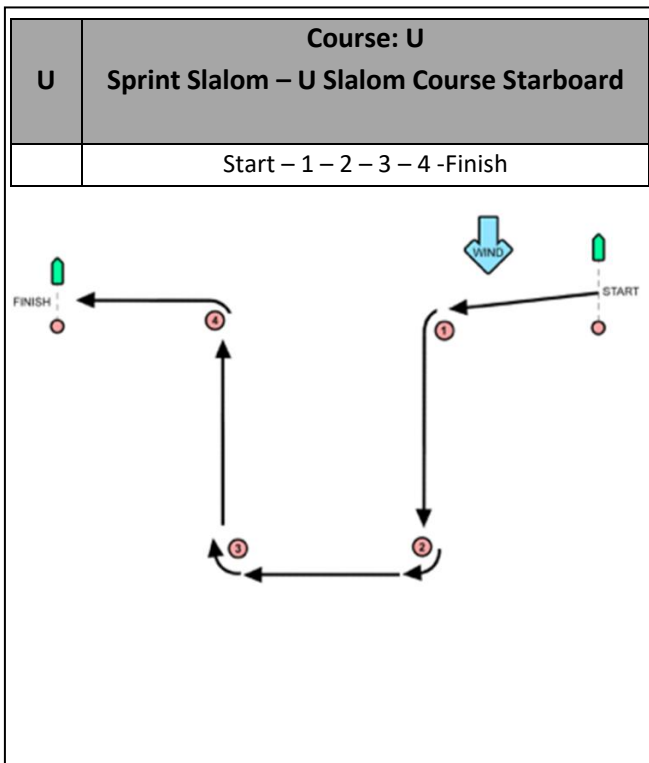 Course: U
U
Sprint Slalom – U Slalom Course Starboard
Start – 1 – 2 – 3 – 4 -Finish
WIND
START
FINISH
4
1
3
2